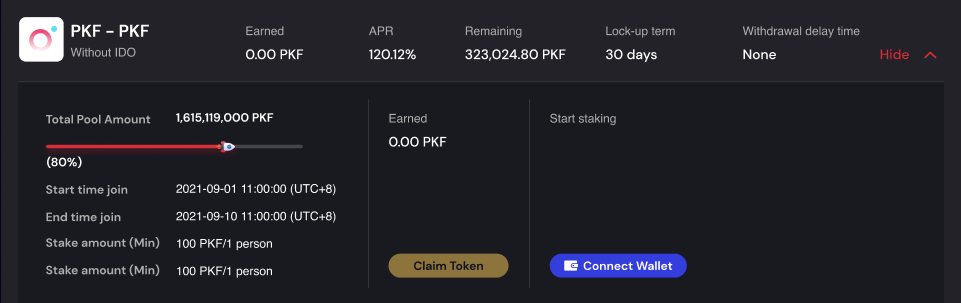 PKF - PKF
Without IDO
Earned
0.00 PKF
APR
120.12%
Remaining
323,024.80 PKF
Lock-up term
30 days
Withdrawal delay time
None
Hide
Total Pool Amount 1,615,119,000 PKF
(80%)
Start time join 2021-09-01 11:00:00 (UTC+8)
End time join 2021-09-10 11:00:00 (UTC+8)
Stake amount (Min) 100 PKF/1 person
Stake amount (Min) 100 PKF/1 person
Earned
0.00 PKF
Claim Token
Start staking
Connect Wallet